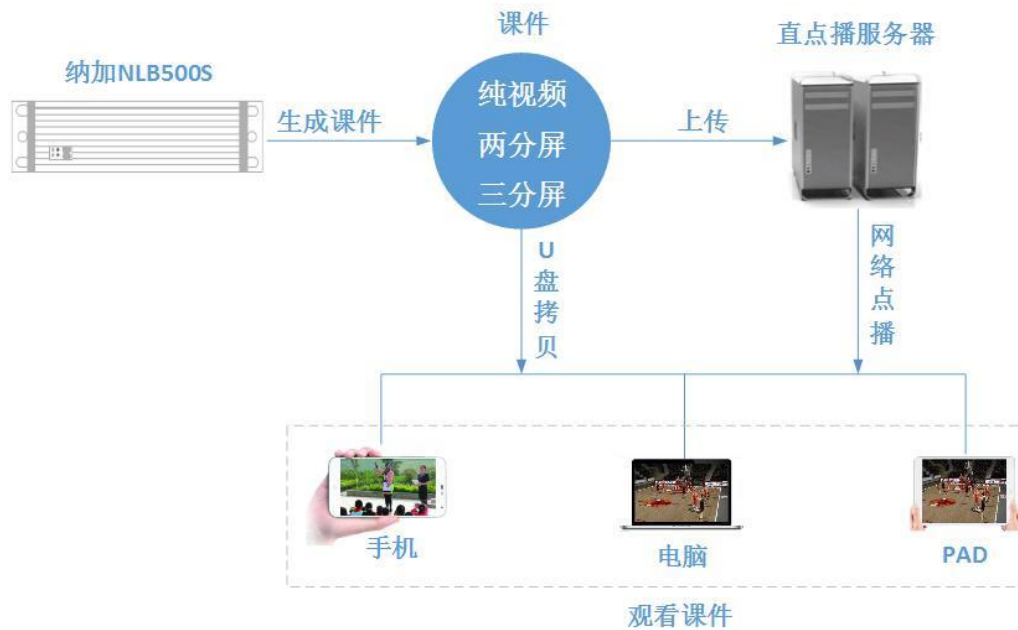 课件
直点播服务器
纳加NLB500S
生成课件
纯视频
两分屏
三分屏
上传
U盘拷贝
网络点播
手机
电脑
PAD
观看课件